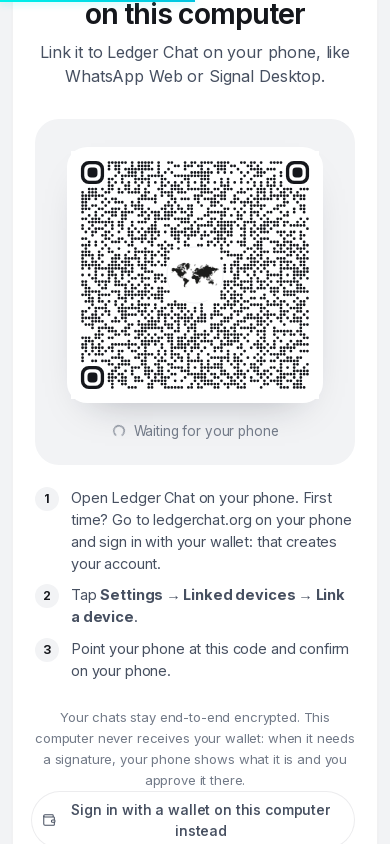 on this computer
Link it to Ledger Chat on your phone, like
WhatsApp Web or Signal Desktop.
Waiting for your phone
1 Open Ledger Chat on your phone. First
time? Go to ledgerchat.org on your phone
and sign in with your wallet: that creates
your account.
2 Tap Settings → Linked devices → Link
a device.
3 Point your phone at this code and confirm
on your phone.
Your chats stay end-to-end encrypted. This
computer never receives your wallet: when it needs
a signature, your phone shows what it is and you
approve it there.
Sign in with a wallet on this computer
instead